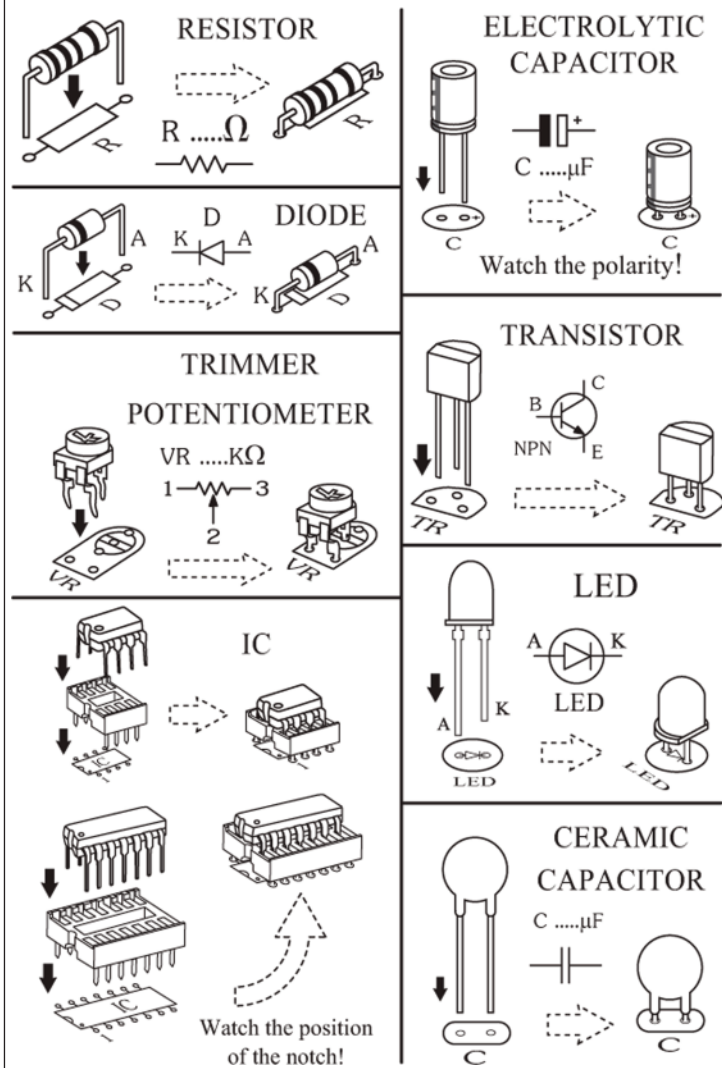 RESISTOR
R .....Ω
R
R
D
DIODE
K
A
A
K
A
K
D
D
TRIMMER
POTENTIOMETER
VR .....KΩ
1
3
2
VR
VR
IC
IC
1
1
IC
1
Watch the position
of the notch!
ELECTROLYTIC
CAPACITOR
+
C .....µF
+
+
C
C
Watch the polarity!
TRANSISTOR
C
B
NPN
E
TR
TR
LED
A
K
LED
A
K
LED
LED
CERAMIC
CAPACITOR
C .....µF
C
C